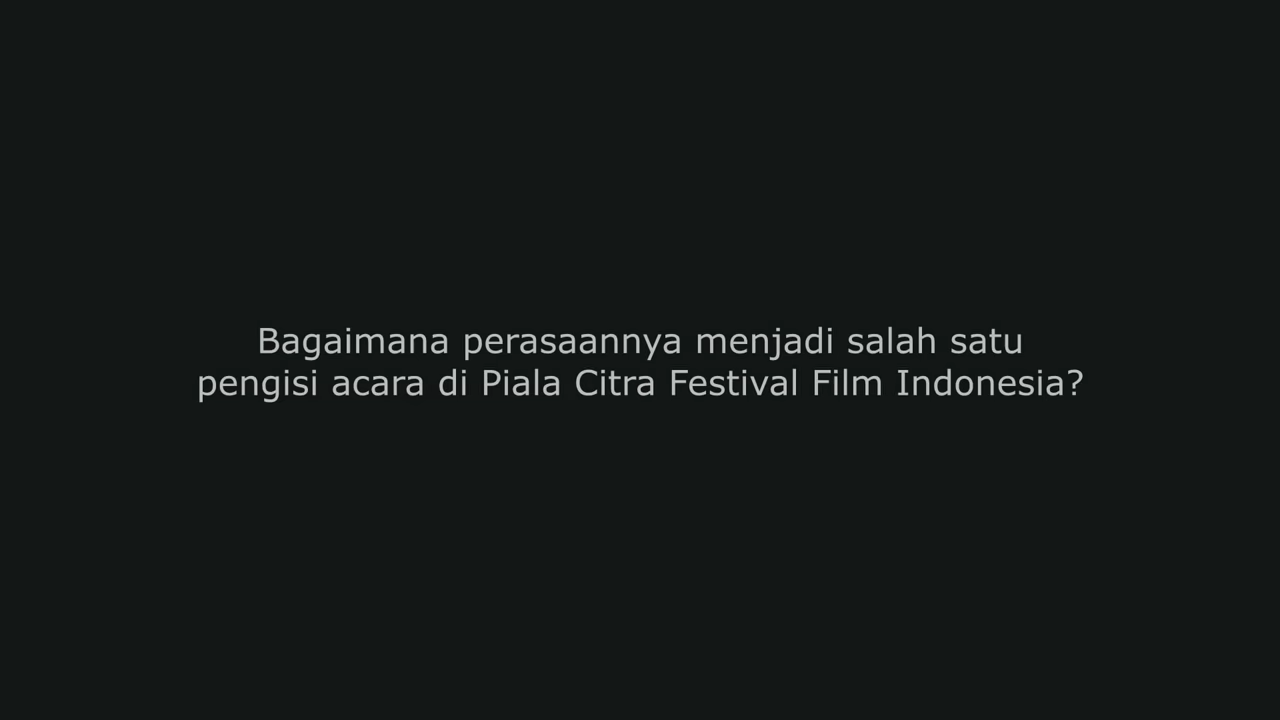 Bagaimana perasaannya menjadi salah satu
pengisi acara di Piala Citra Festival Film Indonesia?